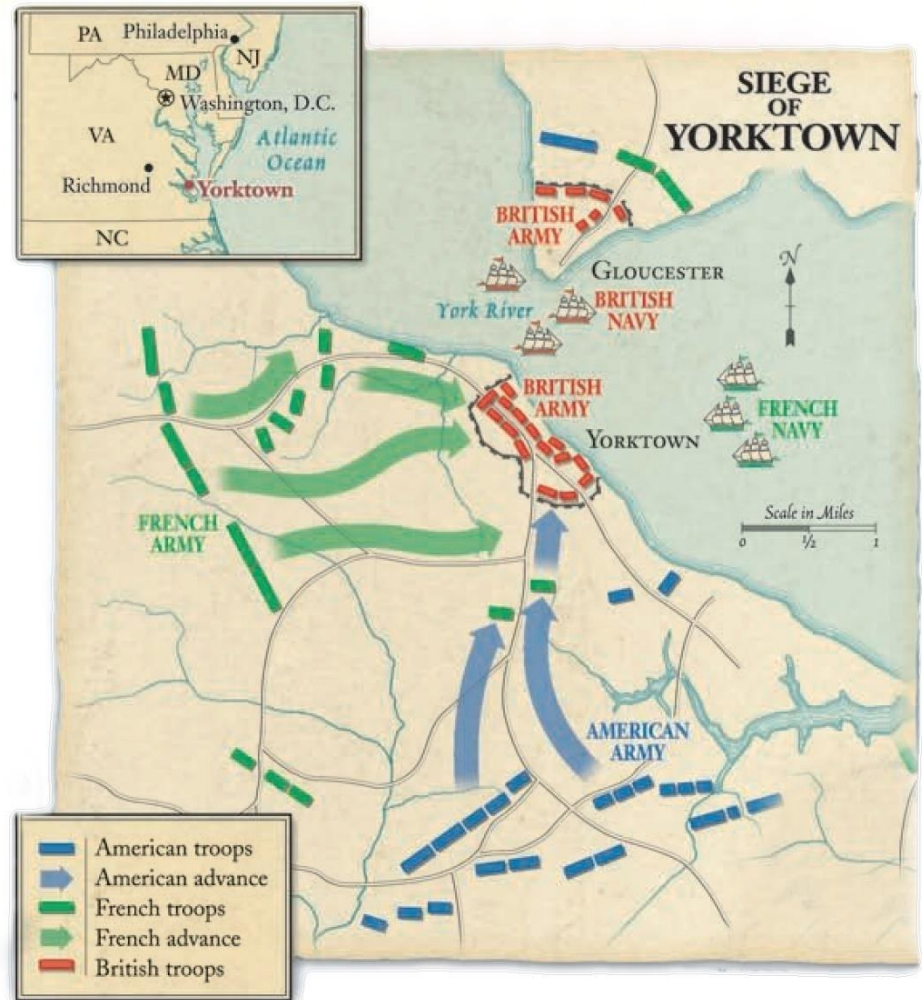 PA
Philadelphia
NJ
MD
Washington, D.C.
VA
Atlantic
Ocean
Richmond
Yorktown
NC
SIEGE
OF
YORKTOWN
BRITISH
ARMY
GLOUCESTER
N
York River
BRITISH
NAVY
BRITISH
ARMY
YORKTOWN
FRENCH
NAVY
Scale in Miles
0 ½ 1
FRENCH
ARMY
AMERICAN
ARMY
American troops
American advance
French troops
French advance
British troops